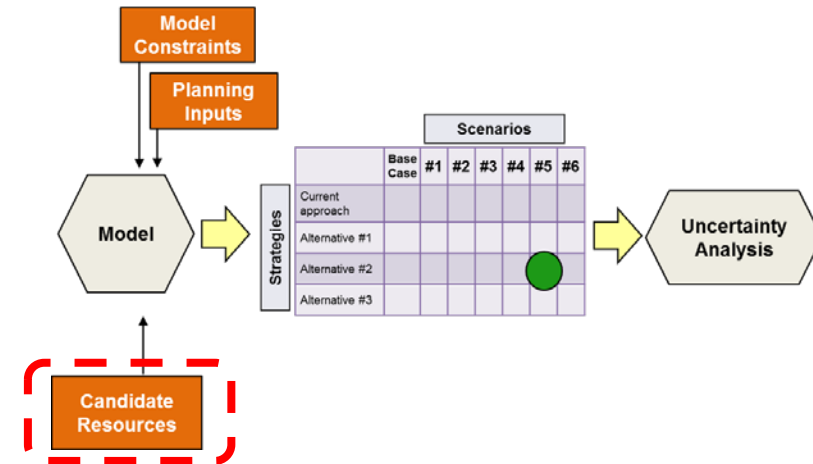 Model
Constraints
Planning
Inputs
Scenarios
Base
Case
#1
#2
#3
#4
#5
#6
Strategies
Current
approach
Alternative #1
Alternative #2
Alternative #3
Model
Uncertainty
Analysis
Candidate
Resources